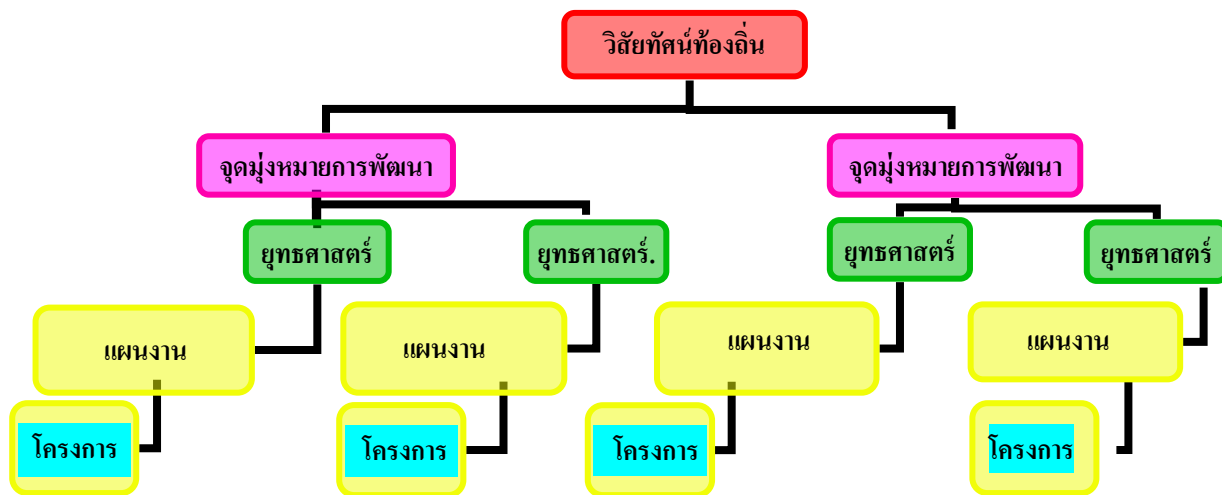 วิสัยทัศน์ท้องถิ่น
จุดมุ่งหมายการพัฒนา
จุดมุ่งหมายการพัฒนา
ยุทธศาสตร์
ยุทธศาสตร์.
ยุทธศาสตร์
ยุทธศาสตร์
แผนงาน
แผนงาน
แผนงาน
แผนงาน
โครงการ
โครงการ
โครงการ
โครงการ